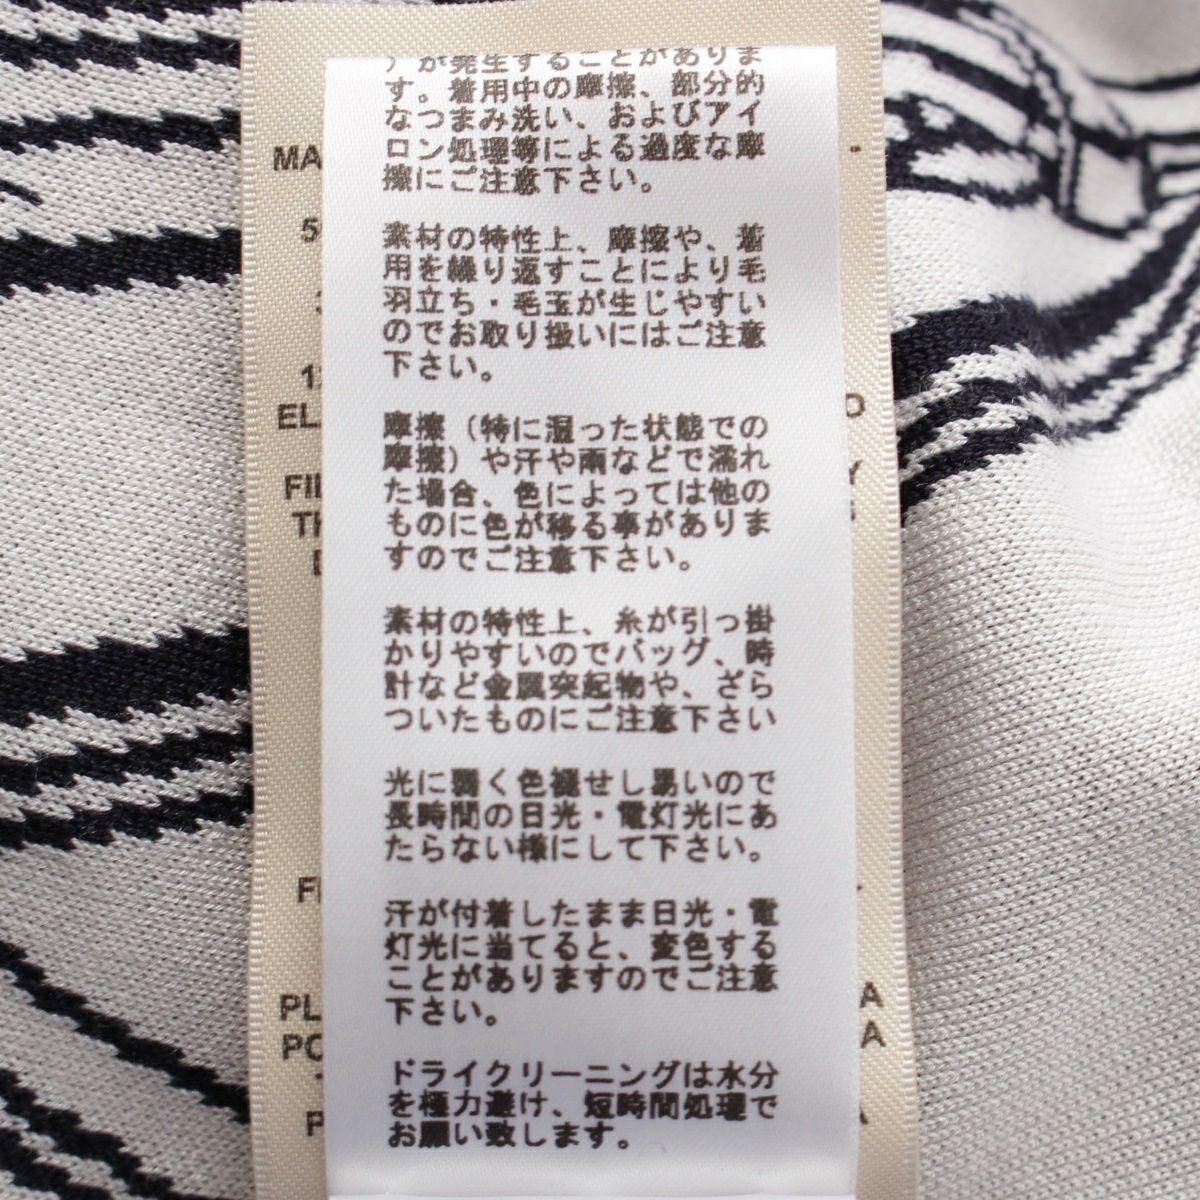 ）が発生することがありま
す。着用中の摩擦、部分的
なつまみ洗い、およびアイ
ロン処理等による過度な摩
擦にご注意下さい。
素材の特性上、摩擦や、着
用を繰り返すことにより毛
羽立ち・毛玉が生じやすい
のでお取り扱いにはご注意
下さい。
摩擦（特に湿った状態での
摩擦）や汗や雨などで濡れ
た場合、色によっては他の
ものに色が移る事がありま
すのでご注意下さい。
素材の特性上、糸が引っ掛
かりやすいのでバッグ、時
計など金属突起物や、ざら
ついたものにご注意下さい
光に弱く色褪せし易いので
長時間の日光・電灯光にあ
たらない様にして下さい。
汗が付着したまま日光・電
灯光に当てると、変色する
ことがありますのでご注意
下さい。
ドライクリーニングは水分
を極力避け、短時間処理で
お願い致します。
MA
5
EL
FI
TH
PL
PO
P